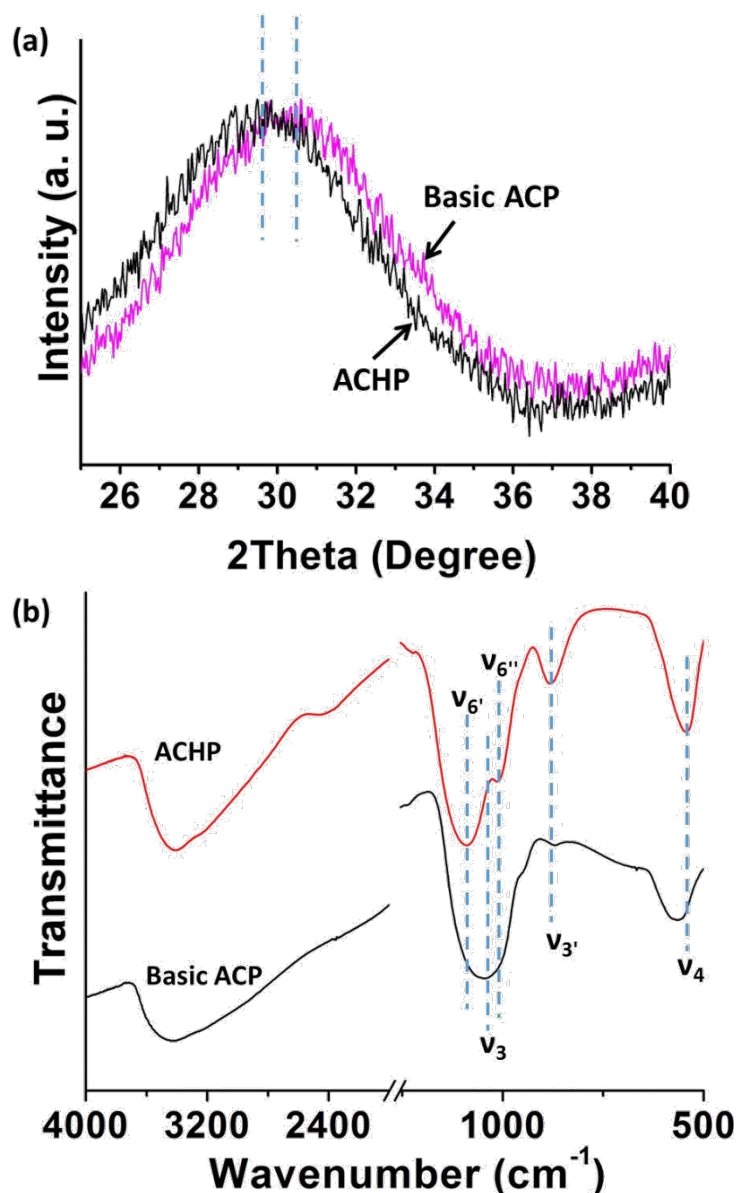 (a)
Intensity (a. u.)
Basic ACP
ACHP
26 28 30 32 34 36 38 40
2Theta (Degree)
(b)
Transmittance
ν6'
ν6''
ACHP
ν3'
Basic ACP
ν4
ν3
4000 3200 2400 1000 500
Wavenumber (cm-1)